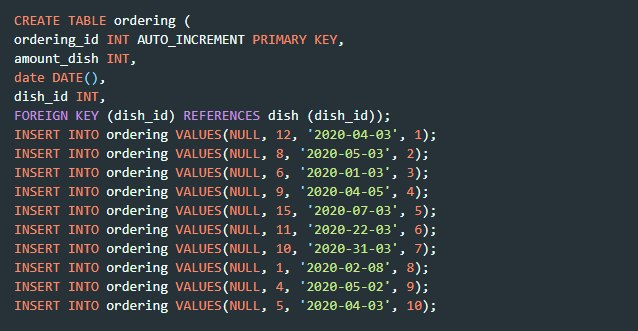 CREATE TABLE ordering (
ordering_id INT AUTO_INCREMENT PRIMARY KEY,
amount_dish INT,
date DATE(),
dish_id INT,
FOREIGN KEY (dish_id) REFERENCES dish (dish_id));
INSERT INTO ordering VALUES(NULL, 12, '2020-04-03', 1);
INSERT INTO ordering VALUES(NULL, 8, '2020-05-03', 2);
INSERT INTO ordering VALUES(NULL, 6, '2020-01-03', 3);
INSERT INTO ordering VALUES(NULL, 9, '2020-04-05', 4);
INSERT INTO ordering VALUES(NULL, 15, '2020-07-03', 5);
INSERT INTO ordering VALUES(NULL, 11, '2020-22-03', 6);
INSERT INTO ordering VALUES(NULL, 10, '2020-31-03', 7);
INSERT INTO ordering VALUES(NULL, 1, '2020-02-08', 8);
INSERT INTO ordering VALUES(NULL, 4, '2020-05-02', 9);
INSERT INTO ordering VALUES(NULL, 5, '2020-04-03', 10);